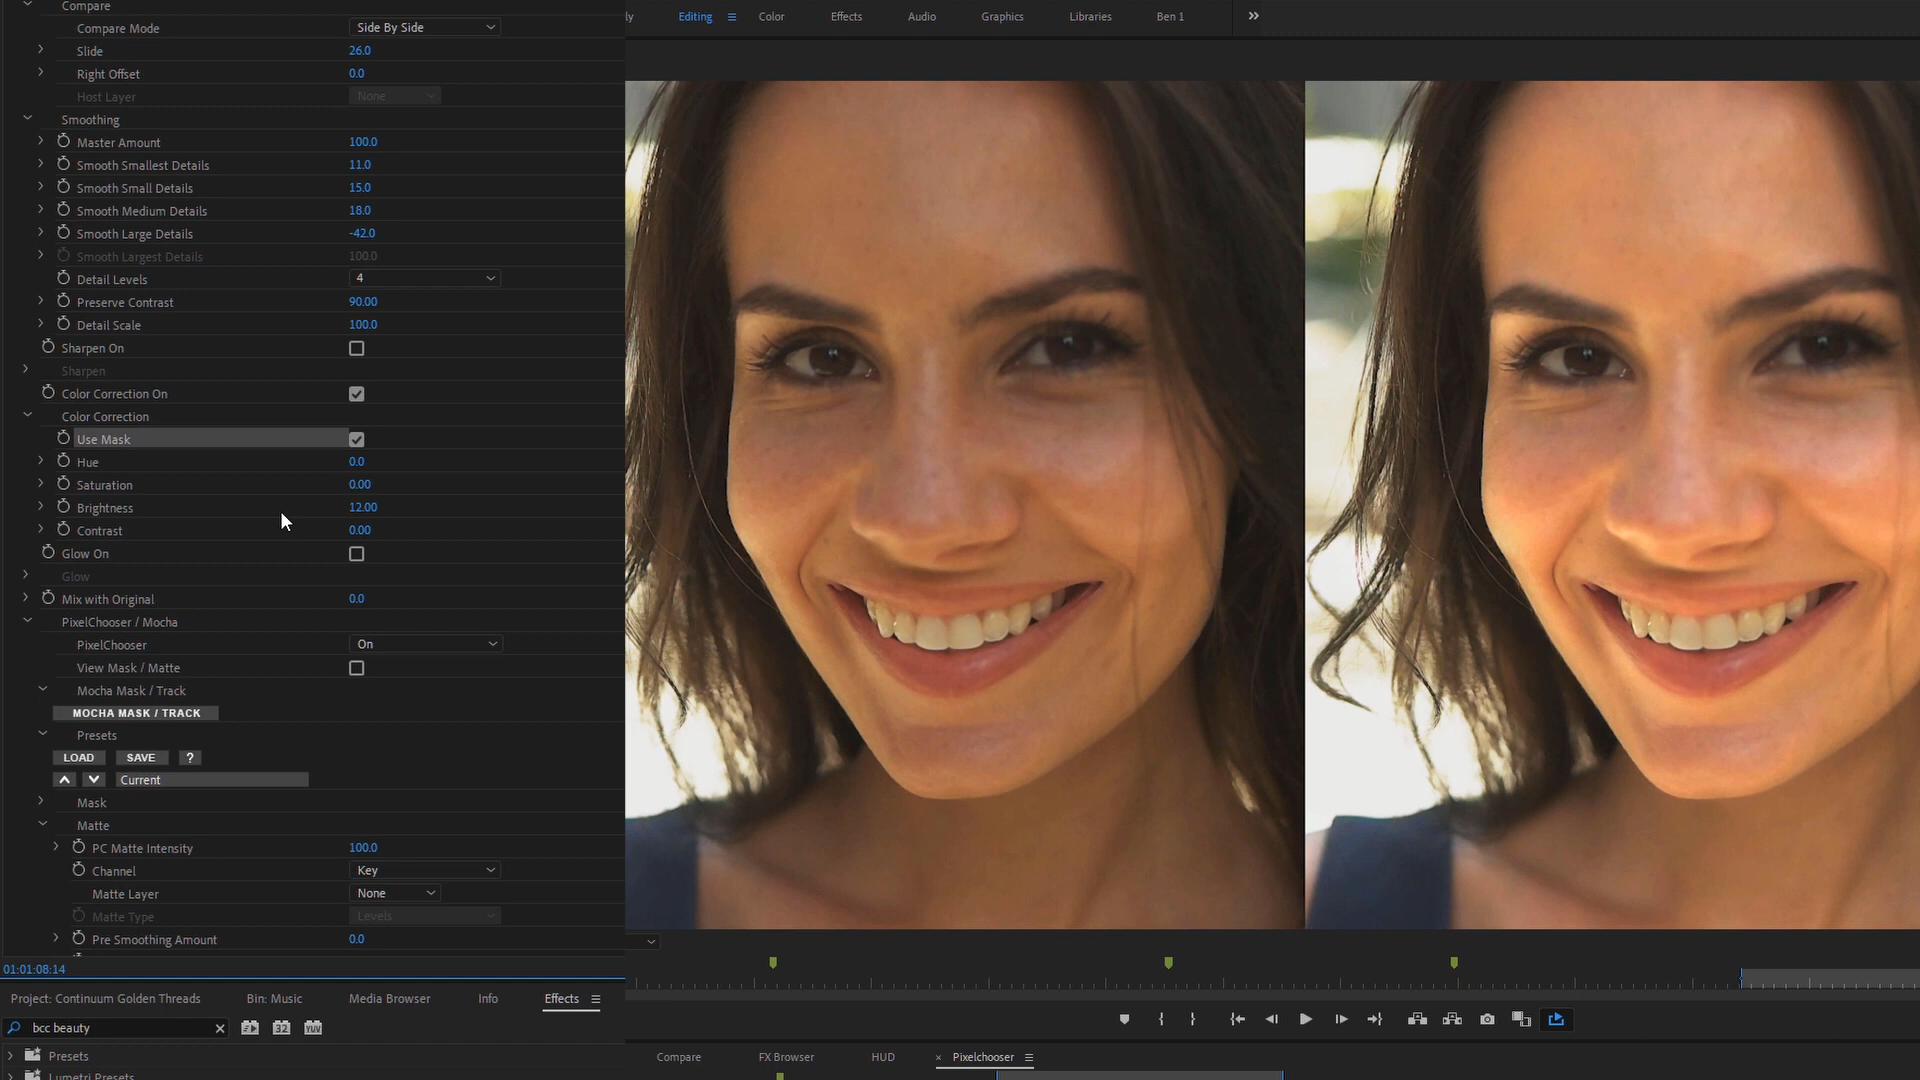 Compare
Compare Mode Side By Side
Slide 26.0
Right Offset 0.0
Host Layer None
Smoothing
Master Amount 100.0
Smooth Smallest Details 11.0
Smooth Small Details 15.0
Smooth Medium Details 18.0
Smooth Large Details -42.0
Smooth Largest Details 100.0
Detail Levels 4
Preserve Contrast 90.00
Detail Scale 100.0
Sharpen On
Sharpen
Color Correction On
Color Correction
Use Mask
Hue 0.0
Saturation 0.00
Brightness 12.00
Contrast 0.00
Glow On
Glow
Mix with Original 0.0
PixelChooser / Mocha
PixelChooser On
View Mask / Matte
Mocha Mask / Track
MOCHA MASK / TRACK
Presets
LOAD SAVE ?
Current
Mask
Matte
PC Matte Intensity 100.0
Channel Key
Matte Layer None
Matte Type Levels
Pre Smoothing Amount 0.0
01:01:08:14
Project: Continuum Golden Threads Bin: Music Media Browser Info Effects
bcc beauty 32 YUV
Presets
Lumetri Presets
ly Editing Color Effects Audio Graphics Libraries Ben 1
Compare FX Browser HUD × Pixelchooser